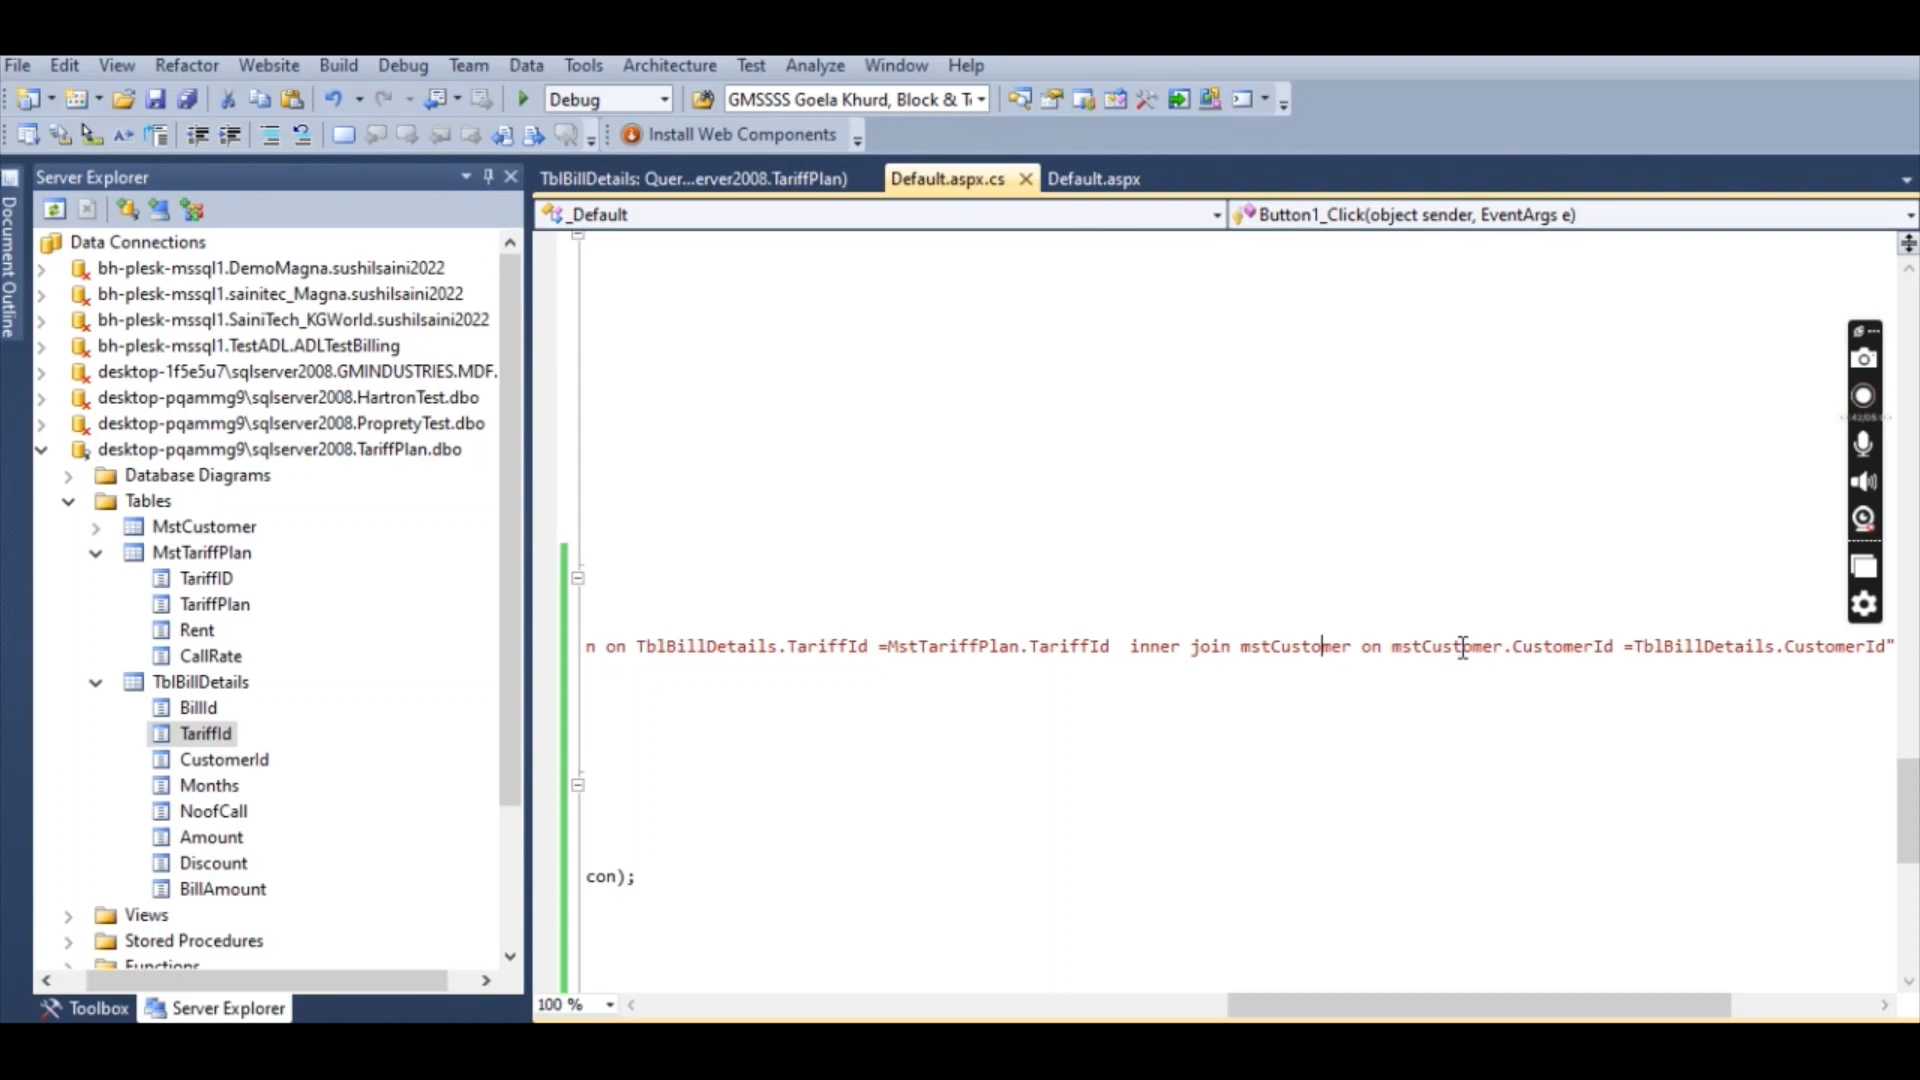 File Edit View Refactor Website Build Debug Team Data Tools Architecture Test Analyze Window Help
Debug GMSSSS Goela Khurd, Block & T
Install Web Components
Document Outline
Server Explorer
Data Connections
bh-plesk-mssql1.DemoMagna.sushilsaini2022
bh-plesk-mssql1.sainitec_Magna.sushilsaini2022
bh-plesk-mssql1.SainiTech_KGWorld.sushilsaini2022
bh-plesk-mssql1.TestADL.ADLTestBilling
desktop-1f5e5u7\sqlserver2008.GMINDUSTRIES.MDF.
desktop-pqammg9\sqlserver2008.HartronTest.dbo
desktop-pqammg9\sqlserver2008.PropretyTest.dbo
desktop-pqammg9\sqlserver2008.TariffPlan.dbo
Database Diagrams
Tables
MstCustomer
MstTariffPlan
TariffID
TariffPlan
Rent
CallRate
TblBillDetails
BillId
TariffId
CustomerId
Months
NoofCall
Amount
Discount
BillAmount
Views
Stored Procedures
Functions
Toolbox Server Explorer
TblBillDetails: Quer...erver2008.TariffPlan) Default.aspx.cs Default.aspx
_Default Button1_Click(object sender, EventArgs e)
n on TblBillDetails.TariffId =MstTariffPlan.TariffId  inner join mstCustomer on mstCustomer.CustomerId =TblBillDetails.CustomerId"
con);
100 %